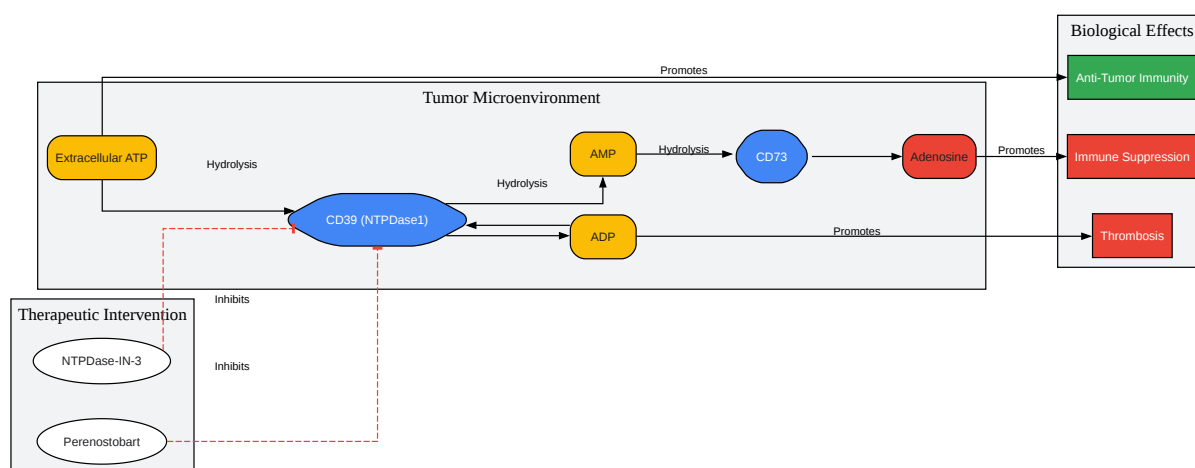 Biological Effects
Promotes
Anti-Tumor Immunity
Tumor Microenvironment
Extracellular ATP
Hydrolysis
AMP
Hydrolysis
CD73
Adenosine
Promotes
Immune Suppression
Hydrolysis
CD39 (NTPDase1)
ADP
Promotes
Thrombosis
Inhibits
Therapeutic Intervention
NTPDase-IN-3
Inhibits
Perenostobart